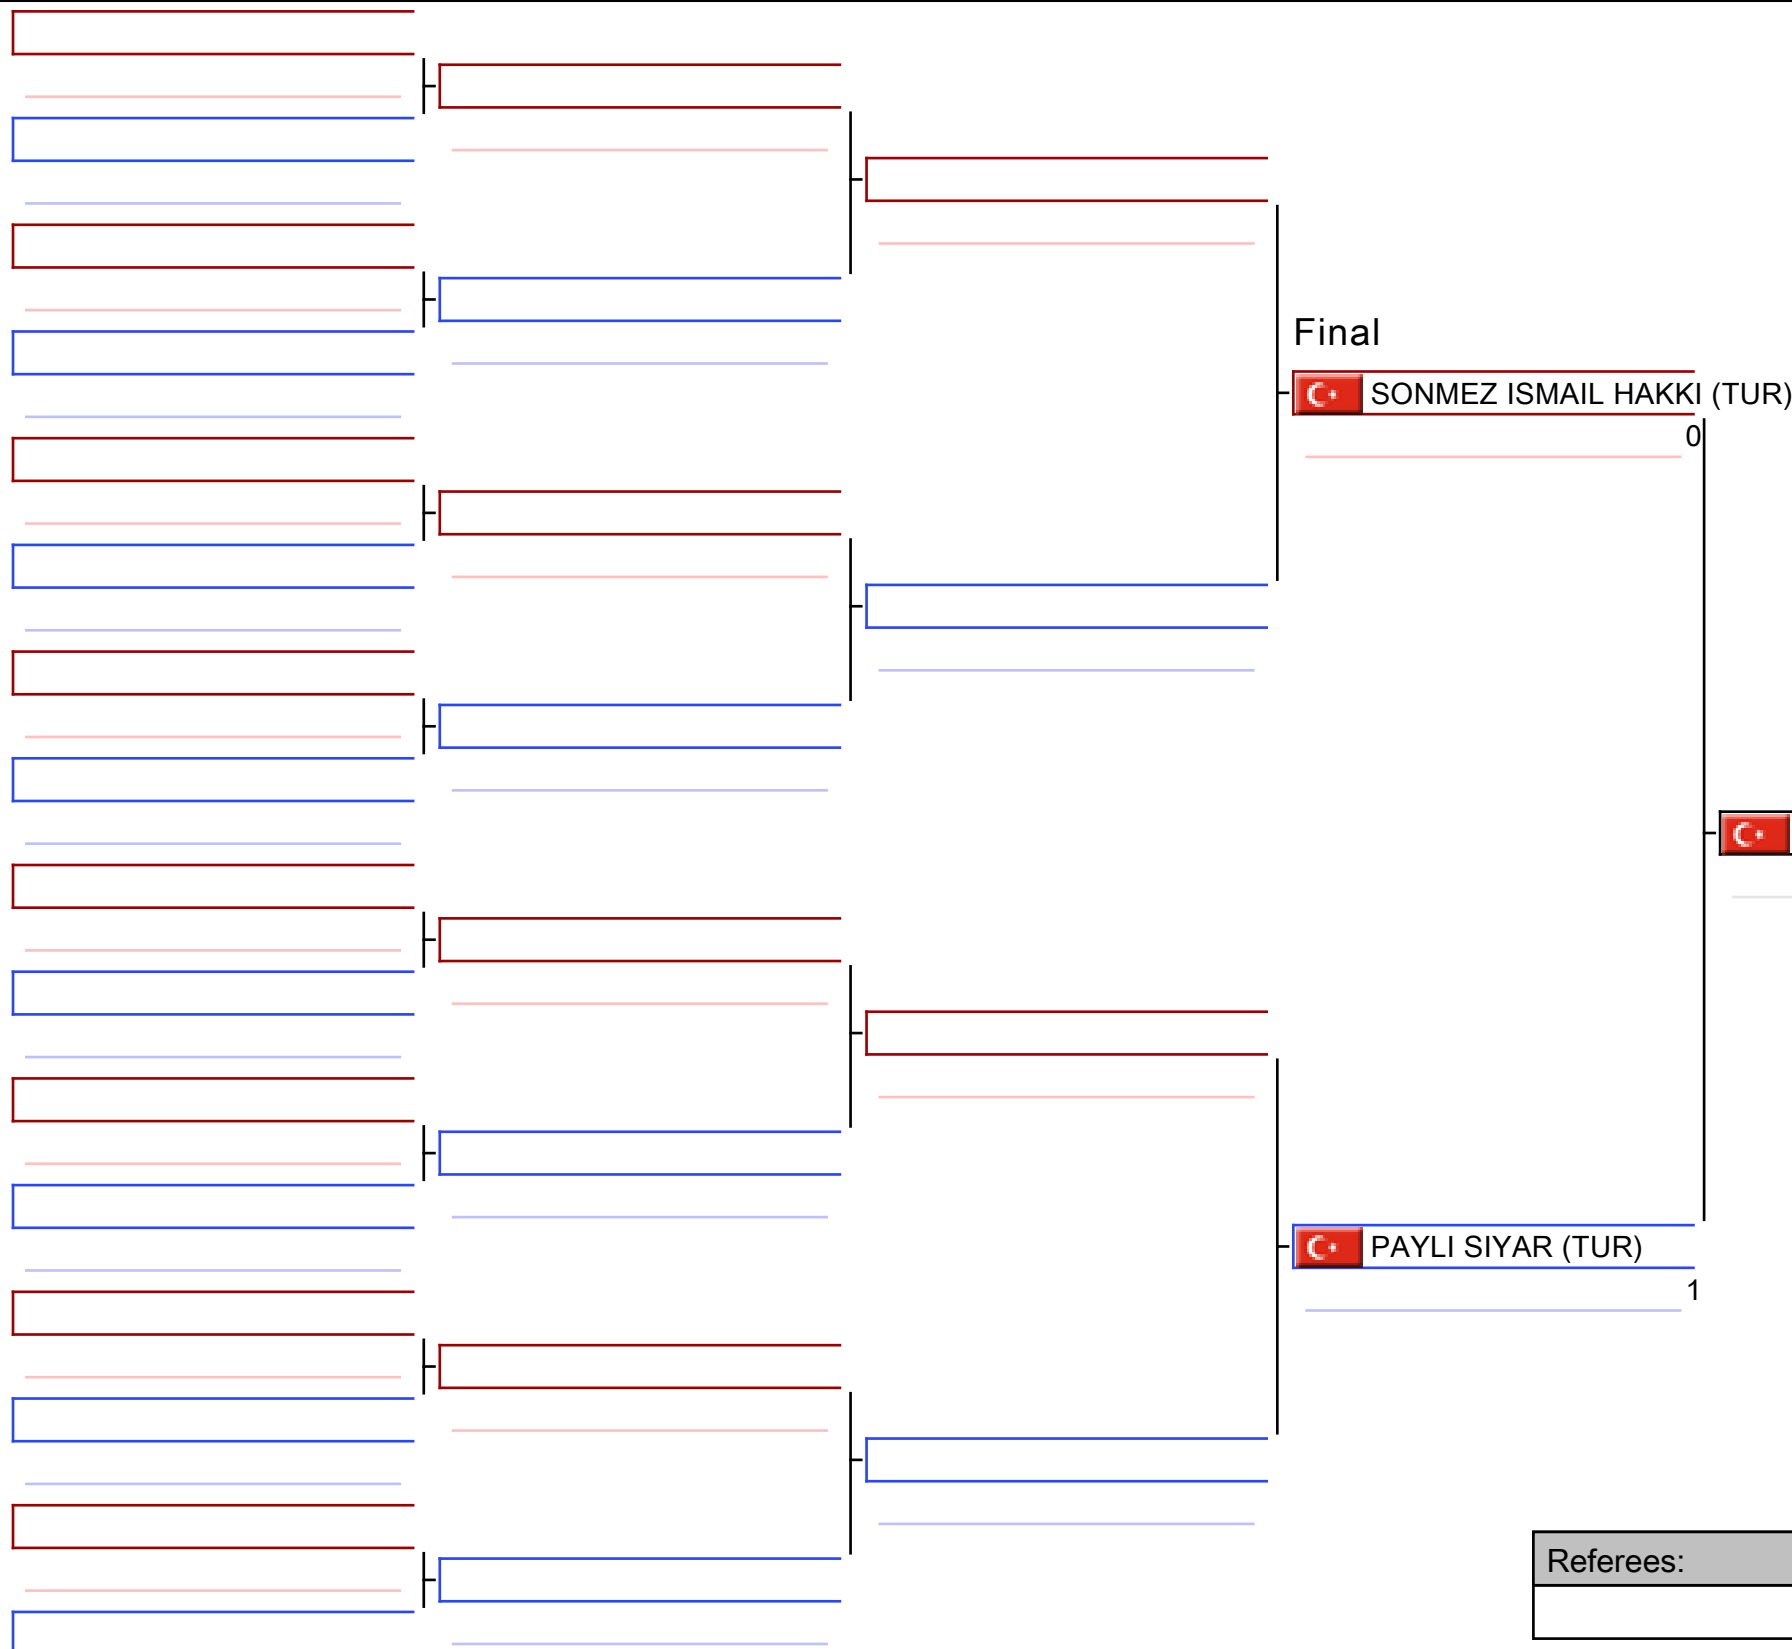 Final
SONMEZ ISMAIL HAKKI (TUR)
0
PAYLI SIYAR (TUR)
1
Referees: